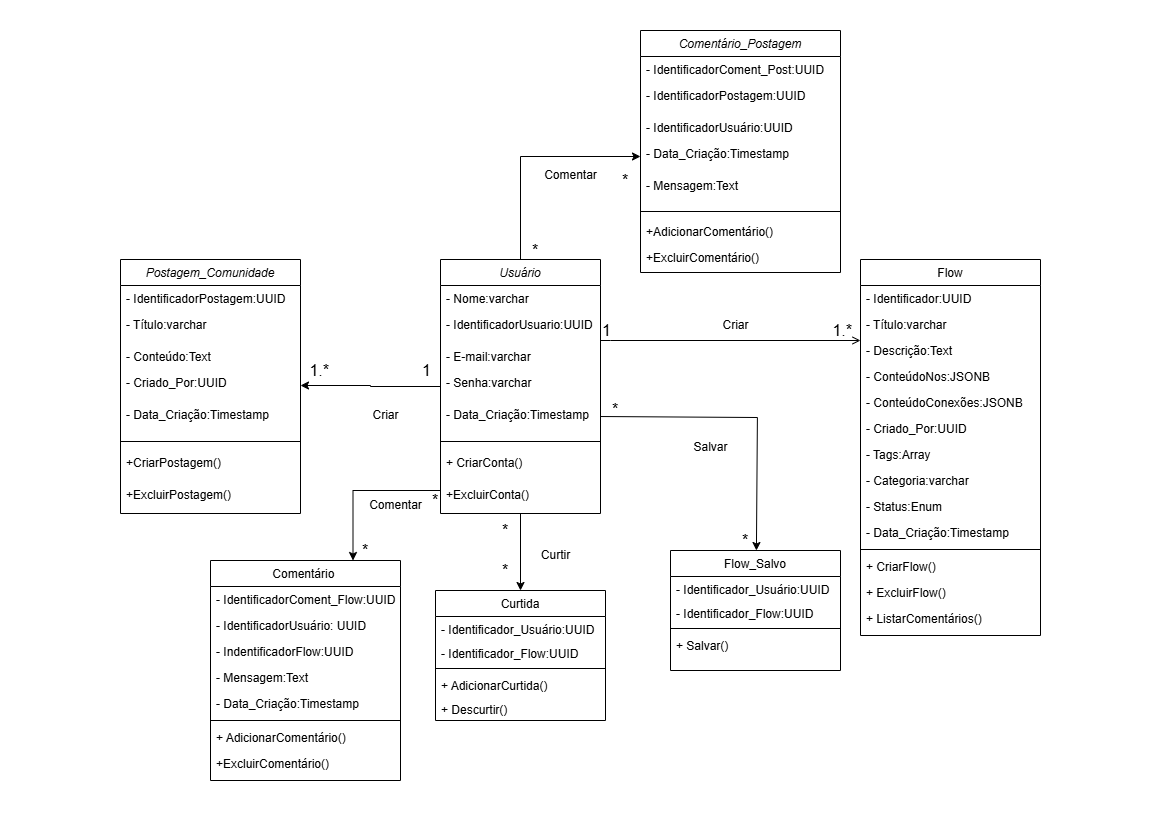 Comentário_Postagem
- IdentificadorComent_Post:UUID
- IdentificadorPostagem:UUID
- IdentificadorUsuário:UUID
- Data_Criação:Timestamp
- Mensagem:Text
+AdicionarComentário()
+ExcluirComentário()
Comentar
*
*
Postagem_Comunidade
- IdentificadorPostagem:UUID
- Título:varchar
- Conteúdo:Text
- Criado_Por:UUID
- Data_Criação:Timestamp
+CriarPostagem()
+ExcluirPostagem()
1.*
1
Criar
Usuário
- Nome:varchar
- IdentificadorUsuario:UUID
- E-mail:varchar
- Senha:varchar
- Data_Criação:Timestamp
+ CriarConta()
+ExcluirConta()
1
Criar
1.*
Flow
- Identificador:UUID
- Título:varchar
- Descrição:Text
- ConteúdoNos:JSONB
- ConteúdoConexões:JSONB
- Criado_Por:UUID
- Tags:Array
- Categoria:varchar
- Status:Enum
- Data_Criação:Timestamp
+ CriarFlow()
+ ExcluirFlow()
+ ListarComentários()
*
Salvar
*
Comentar
*
*
*
Curtir
*
Comentário
- IdentificadorComent_Flow:UUID
- IdentificadorUsuário: UUID
- IndentificadorFlow:UUID
- Mensagem:Text
- Data_Criação:Timestamp
+ AdicionarComentário()
+ExcluirComentário()
Curtida
- Identificador_Usuário:UUID
- Identificador_Flow:UUID
+ AdicionarCurtida()
+ Descurtir()
Flow_Salvo
- Identificador_Usuário:UUID
- Identificador_Flow:UUID
+ Salvar()